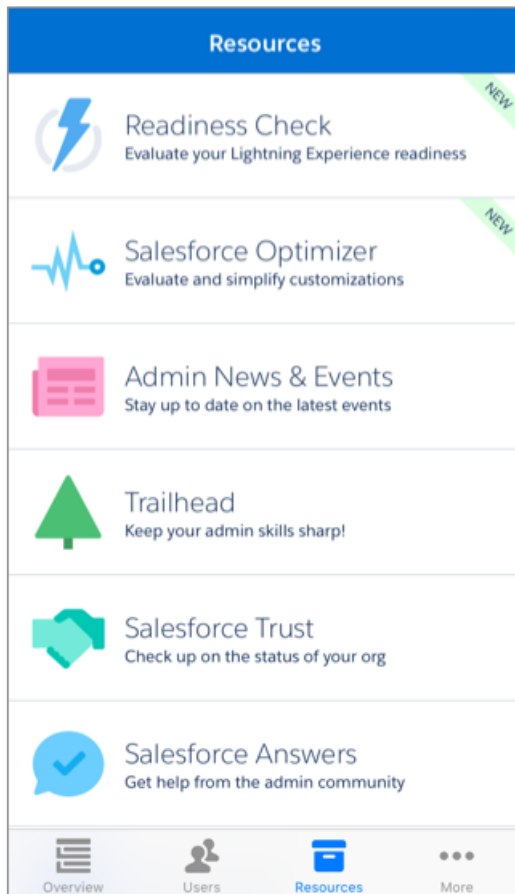 Resources
NEW
Readiness Check
Evaluate your Lightning Experience readiness
NEW
Salesforce Optimizer
Evaluate and simplify customizations
Admin News & Events
Stay up to date on the latest events
Trailhead
Keep your admin skills sharp!
Salesforce Trust
Check up on the status of your org
Salesforce Answers
Get help from the admin community
Overview Users Resources More